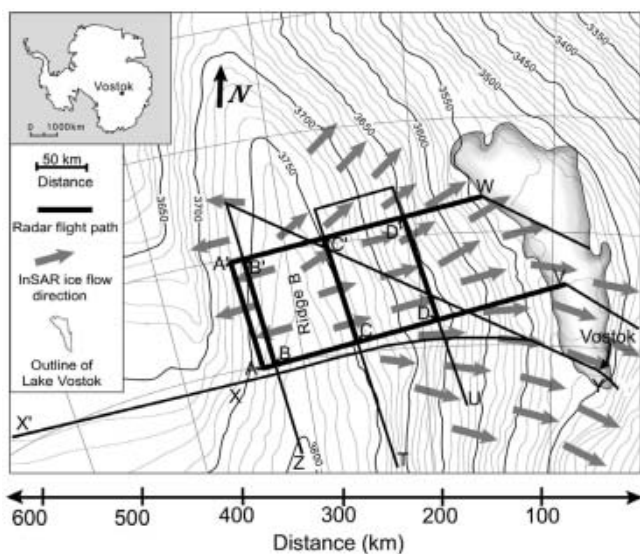 Vostok
0 1000km
N
50 km
Distance
Radar flight path
InSAR ice flow
direction
Outline of
Lake Vostok
3350
3400
3450
3500
3550
3600
3650
3700
3750
3700
3650
3600
W
D'
C'
A'
B'
Ridge B
V
D
C
Vostok
A
B
Y
X
U
X'
Z
T
600 500 400 300 200 100
Distance (km)